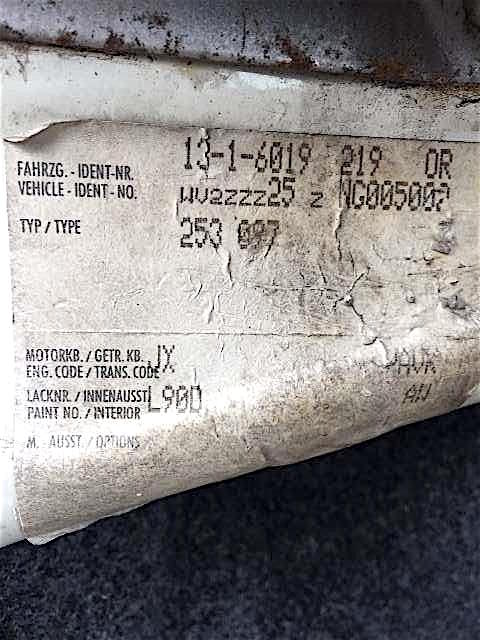 13-1-6019 219 OR
FAHRZG. - IDENT-NR.
VEHICLE - IDENT - NO. WV2ZZZ25 Z NG005007
TYP / TYPE 253 097
MOTORKB. / GETR. KB. JX
ENG. CODE / TRANS. CODE
LACKNR. / INNENAUSST L90D AW
PAINT NO. / INTERIOR
M. - AUSST. / OPTIONS